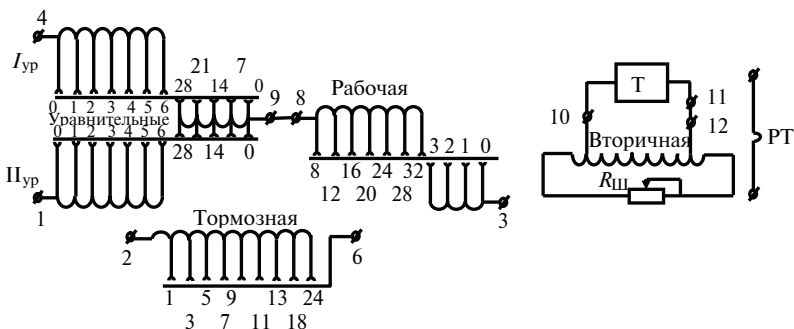 4
I ур
21 7
28 14 0
0 1 2 3 4 5 6
Уравнительные
0 1 2 3 4 5 6
28 14 0
II ур
1
9 8
Рабочая
3 2 1 0
8 16 24 32
12 20 28
3
Тормозная
2
6
1 5 9 13 24
3 7 11 18
Т
10
11
12
Вторичная
R Ш
РТ